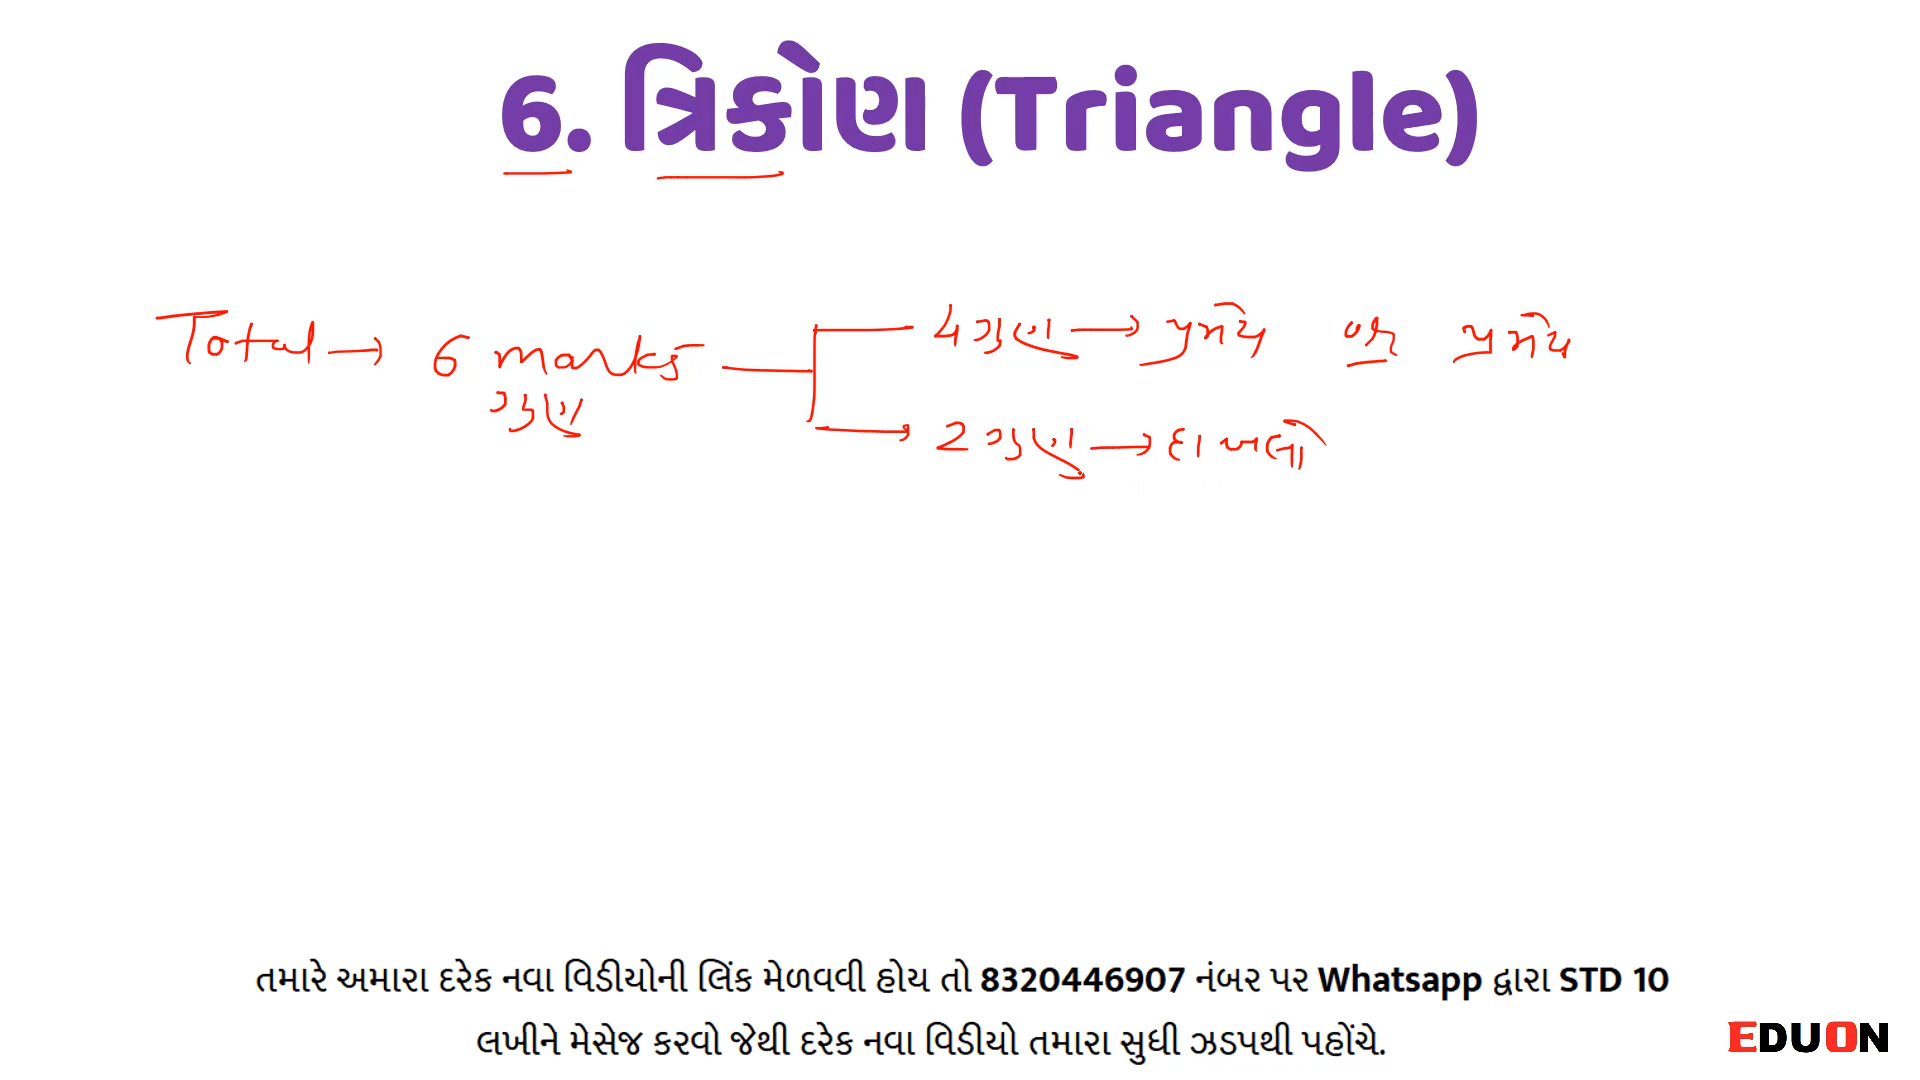 6. ત્રિકોણ (Triangle)
Total → 6 marks
ગુણ
4 ગુણ → પ્રમેય or પ્રમેય
2 ગુણ → દાખલો
તમારે અમારા દરેક નવા વિડીયોની લિંક મેળવવી હોય તો 8320446907 નંબર પર Whatsapp દ્વારા STD 10
લખીને મેસેજ કરવો જેથી દરેક નવા વિડીયો તમારા સુધી ઝડપથી પહોંચે.
EDUON